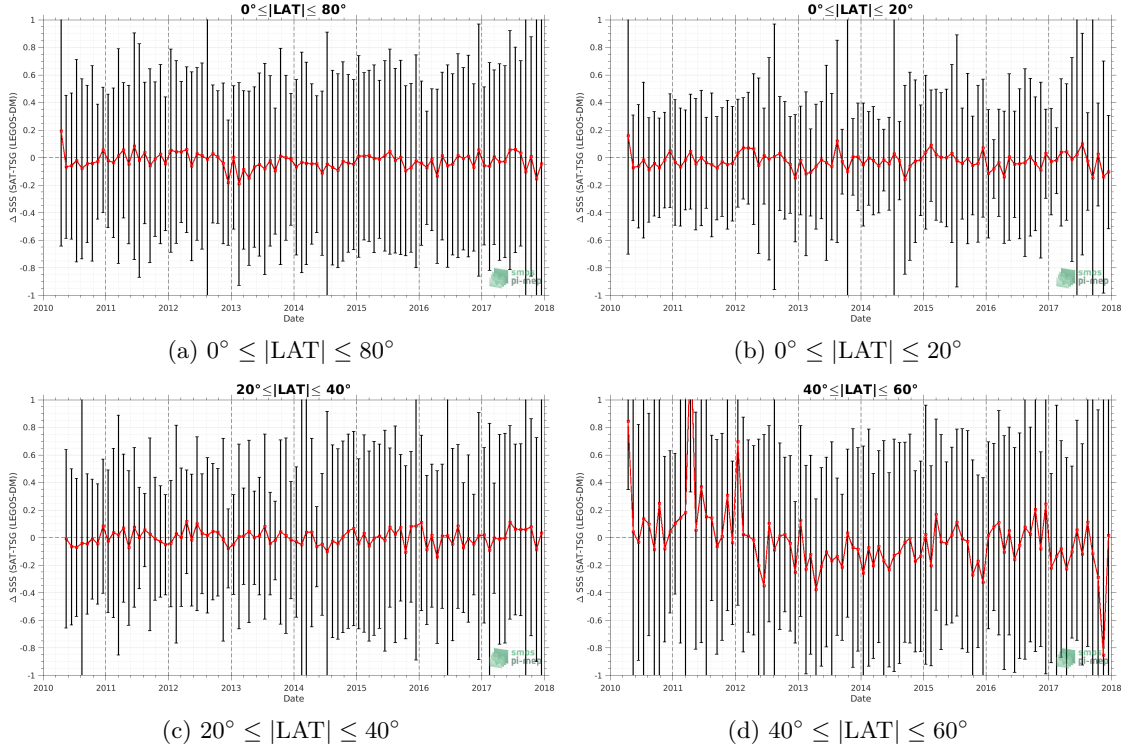 0°≤|LAT|≤ 80°
Δ SSS (SAT-TSG (LEGOS-DM))
1
0.8
0.6
0.4
0.2
0
-0.2
-0.4
-0.6
-0.8
-1
2010 2011 2012 2013 2014 2015 2016 2017 2018
Date
smos
pi-mep
(a) 0° ≤ |LAT| ≤ 80°
0°≤|LAT|≤ 20°
Δ SSS (SAT-TSG (LEGOS-DM))
1
0.8
0.6
0.4
0.2
0
-0.2
-0.4
-0.6
-0.8
-1
2010 2011 2012 2013 2014 2015 2016 2017 2018
Date
smos
pi-mep
(b) 0° ≤ |LAT| ≤ 20°
20°≤|LAT|≤ 40°
Δ SSS (SAT-TSG (LEGOS-DM))
1
0.8
0.6
0.4
0.2
0
-0.2
-0.4
-0.6
-0.8
-1
2010 2011 2012 2013 2014 2015 2016 2017 2018
Date
smos
pi-mep
(c) 20° ≤ |LAT| ≤ 40°
40°≤|LAT|≤ 60°
Δ SSS (SAT-TSG (LEGOS-DM))
1
0.8
0.6
0.4
0.2
0
-0.2
-0.4
-0.6
-0.8
-1
2010 2011 2012 2013 2014 2015 2016 2017 2018
Date
smos
pi-mep
(d) 40° ≤ |LAT| ≤ 60°